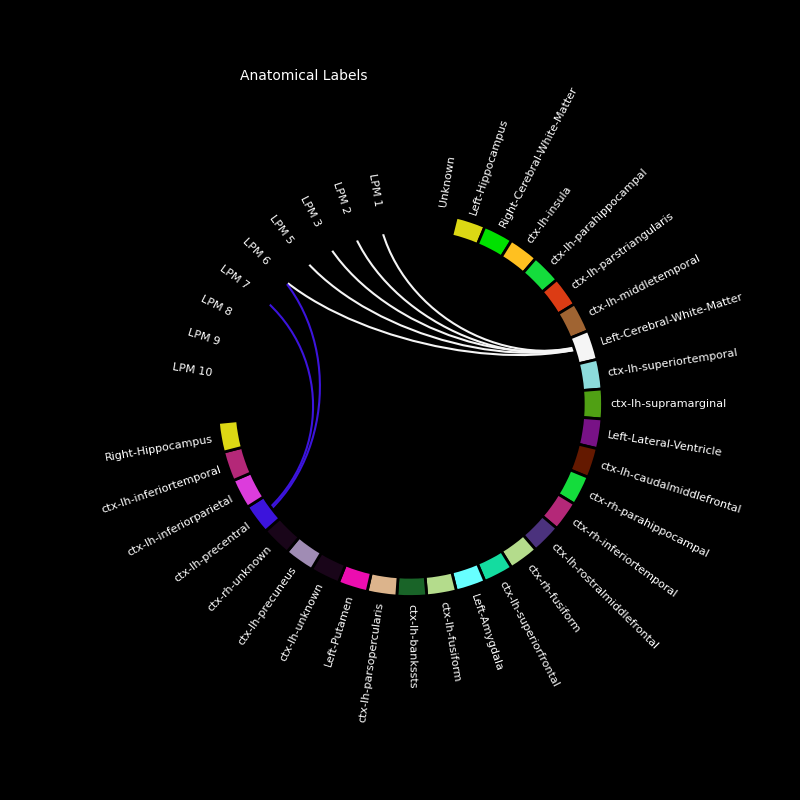 Anatomical Labels
Unknown
Left-Hippocampus
Right-Cerebral-White-Matter
ctx-lh-insula
ctx-lh-parahippocampal
ctx-lh-parstriangularis
ctx-lh-middletemporal
Left-Cerebral-White-Matter
ctx-lh-superiortemporal
ctx-lh-supramarginal
Left-Lateral-Ventricle
ctx-lh-caudalmiddlefrontal
ctx-rh-parahippocampal
ctx-rh-inferiortemporal
ctx-lh-rostralmiddlefrontal
ctx-rh-fusiform
ctx-lh-superiorfrontal
Left-Amygdala
ctx-lh-fusiform
ctx-lh-bankssts
ctx-lh-parsopercularis
Left-Putamen
ctx-lh-unknown
ctx-lh-precuneus
ctx-rh-unknown
ctx-lh-precentral
ctx-lh-inferiorparietal
ctx-lh-inferiortemporal
Right-Hippocampus
LPM 10
LPM 9
LPM 8
LPM 7
LPM 6
LPM 5
LPM 3
LPM 2
LPM 1